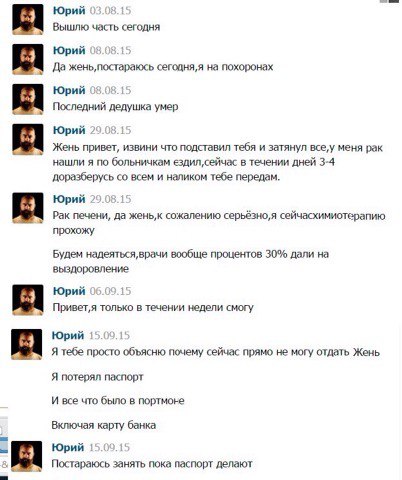 Юрий 03.08.15
Вышлю часть сегодня
Юрий 08.08.15
Да жень,постараюсь сегодня,я на похоронах
Юрий 08.08.15
Последний дедушка умер
Юрий 29.08.15
Жень привет, извини что подставил тебя и затянул все,у меня рак
нашли я по больничкам єздил,сейчас в течении дней 3-4
доразберусь со всем и наликом тебе передам.
Юрий 29.08.15
Рак печени, да жень,к сожалению серьёзно,я сейчасхимиотерапию
прохожу
Будем надеяться,врачи вообще процентов 30% дали на
выздоровление
Юрий 06.09.15
Привет,я только в течении недели смогу
Юрий 15.09.15
Я тебе просто объясню почему сейчас прямо не могу отдать Жень
Я потерял паспорт
И все что было в портмоне
Включая карту банка
Юрий 15.09.15
Постараюсь занять пока паспорт делают